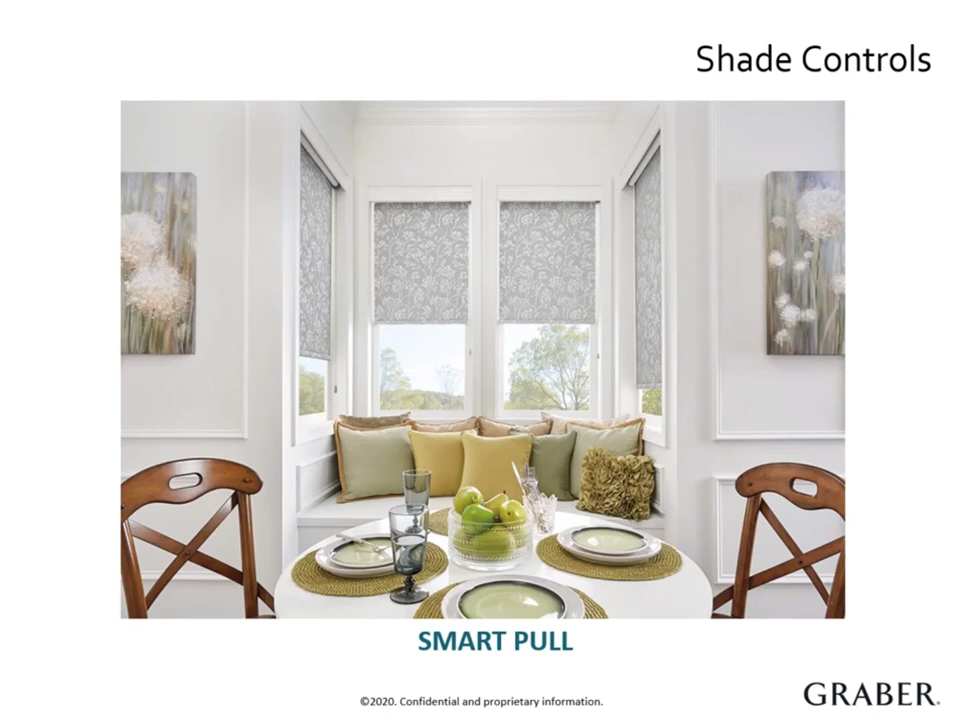 Shade Controls
SMART PULL
©2020. Confidential and proprietary information.
GRABER.